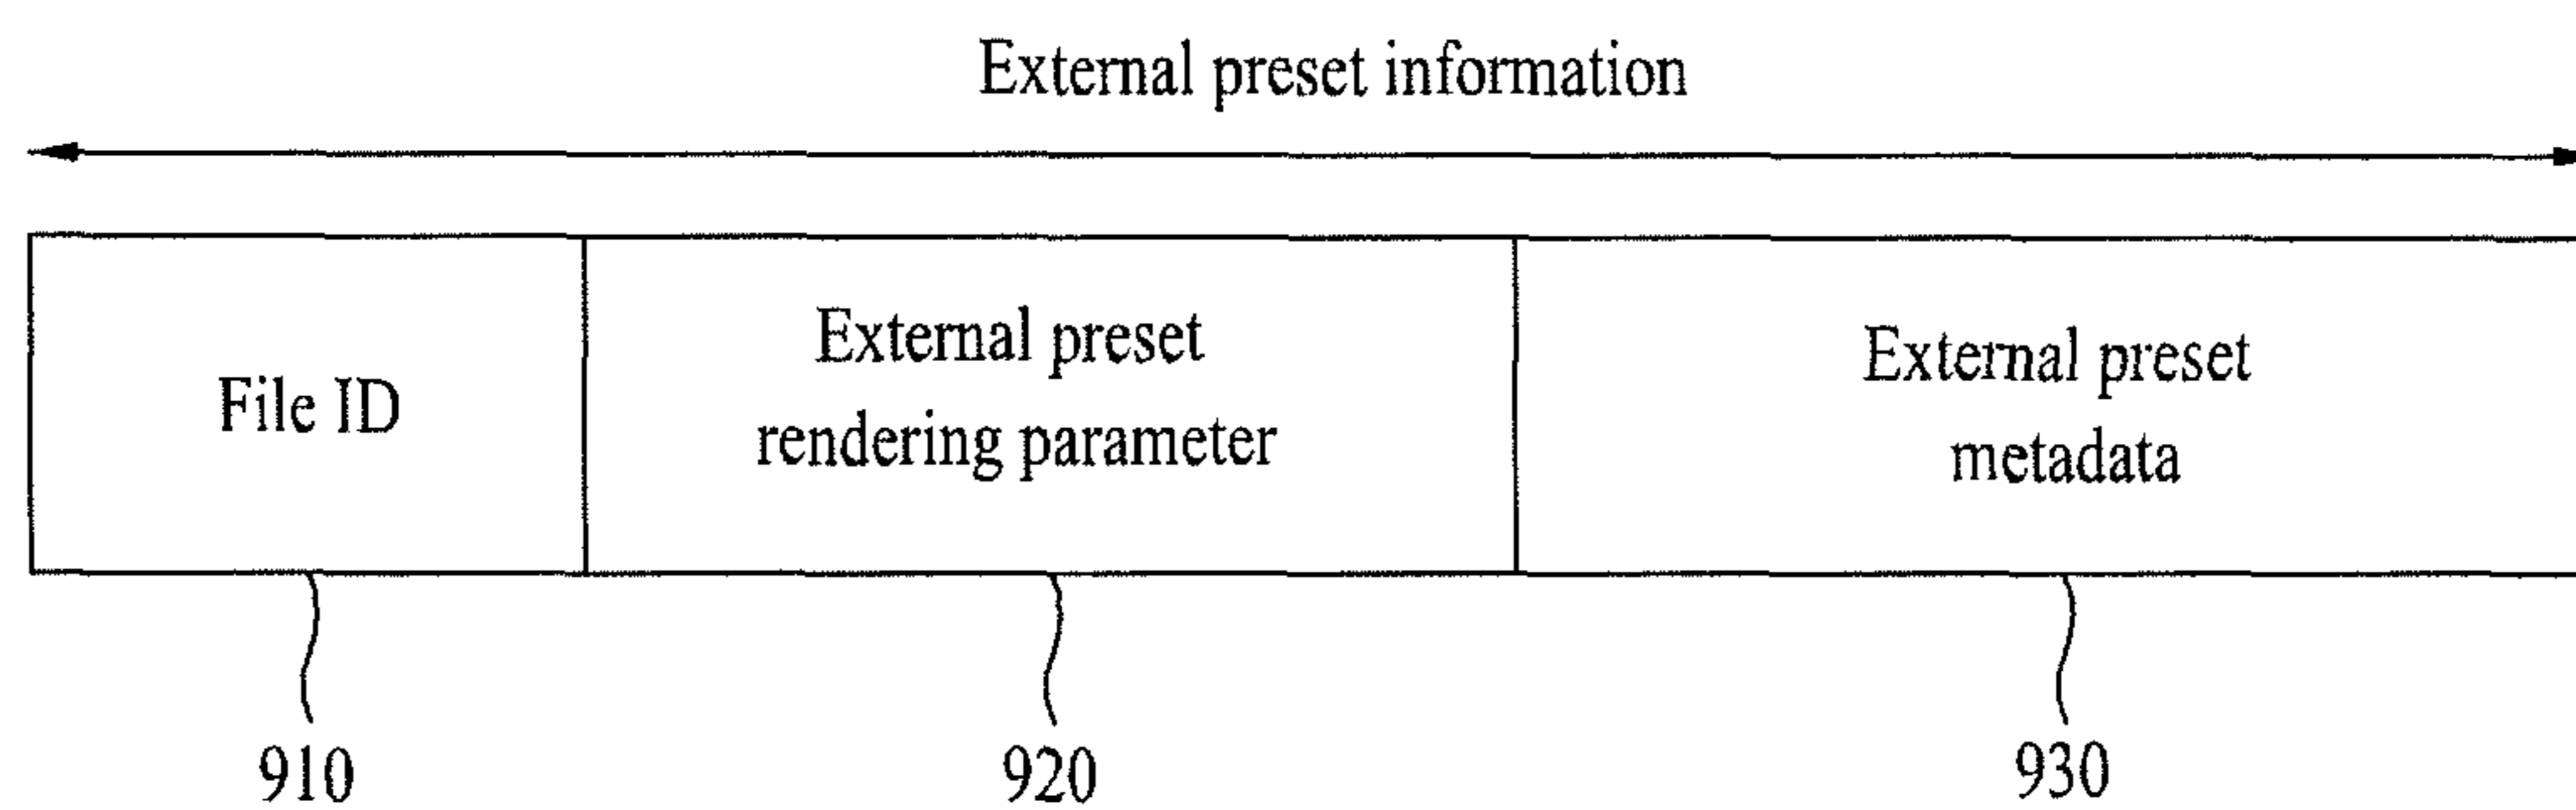 External preset information
File ID
External preset
rendering parameter
External preset
metadata
910
920
930